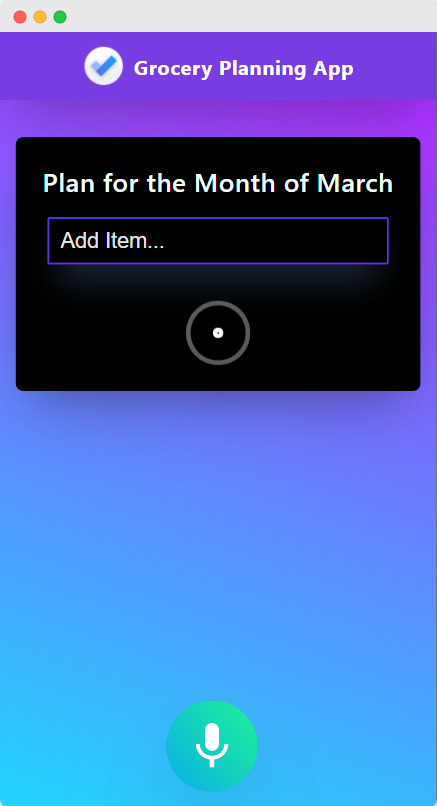 Grocery Planning App
Plan for the Month of March
Add Item...